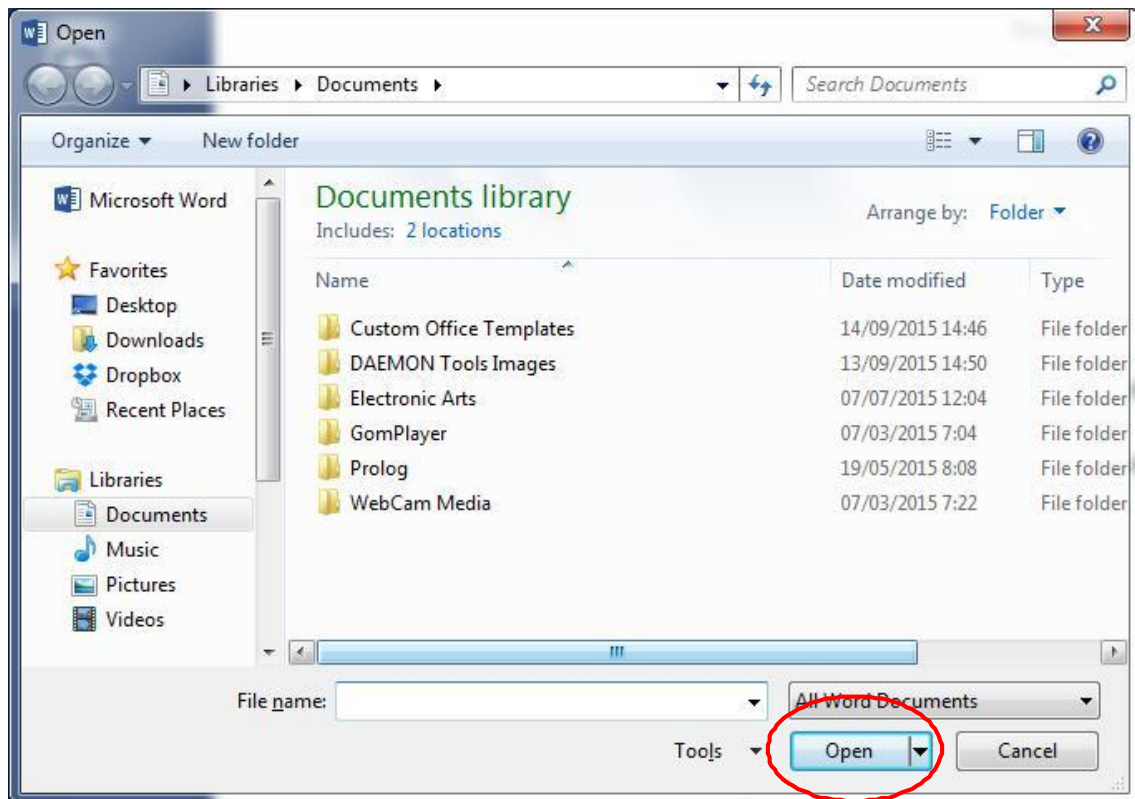 Open
Libraries Documents
Search Documents
Organize New folder
Microsoft Word
Favorites
Desktop
Downloads
Dropbox
Recent Places
Libraries
Documents
Music
Pictures
Videos
Documents library
Includes: 2 locations
Arrange by: Folder
Name Date modified Type
Custom Office Templates 14/09/2015 14:46 File folder
DAEMON Tools Images 13/09/2015 14:50 File folder
Electronic Arts 07/07/2015 12:04 File folder
GomPlayer 07/03/2015 7:04 File folder
Prolog 19/05/2015 8:08 File folder
WebCam Media 07/03/2015 7:22 File folder
File name: All Word Documents
Tools Open Cancel